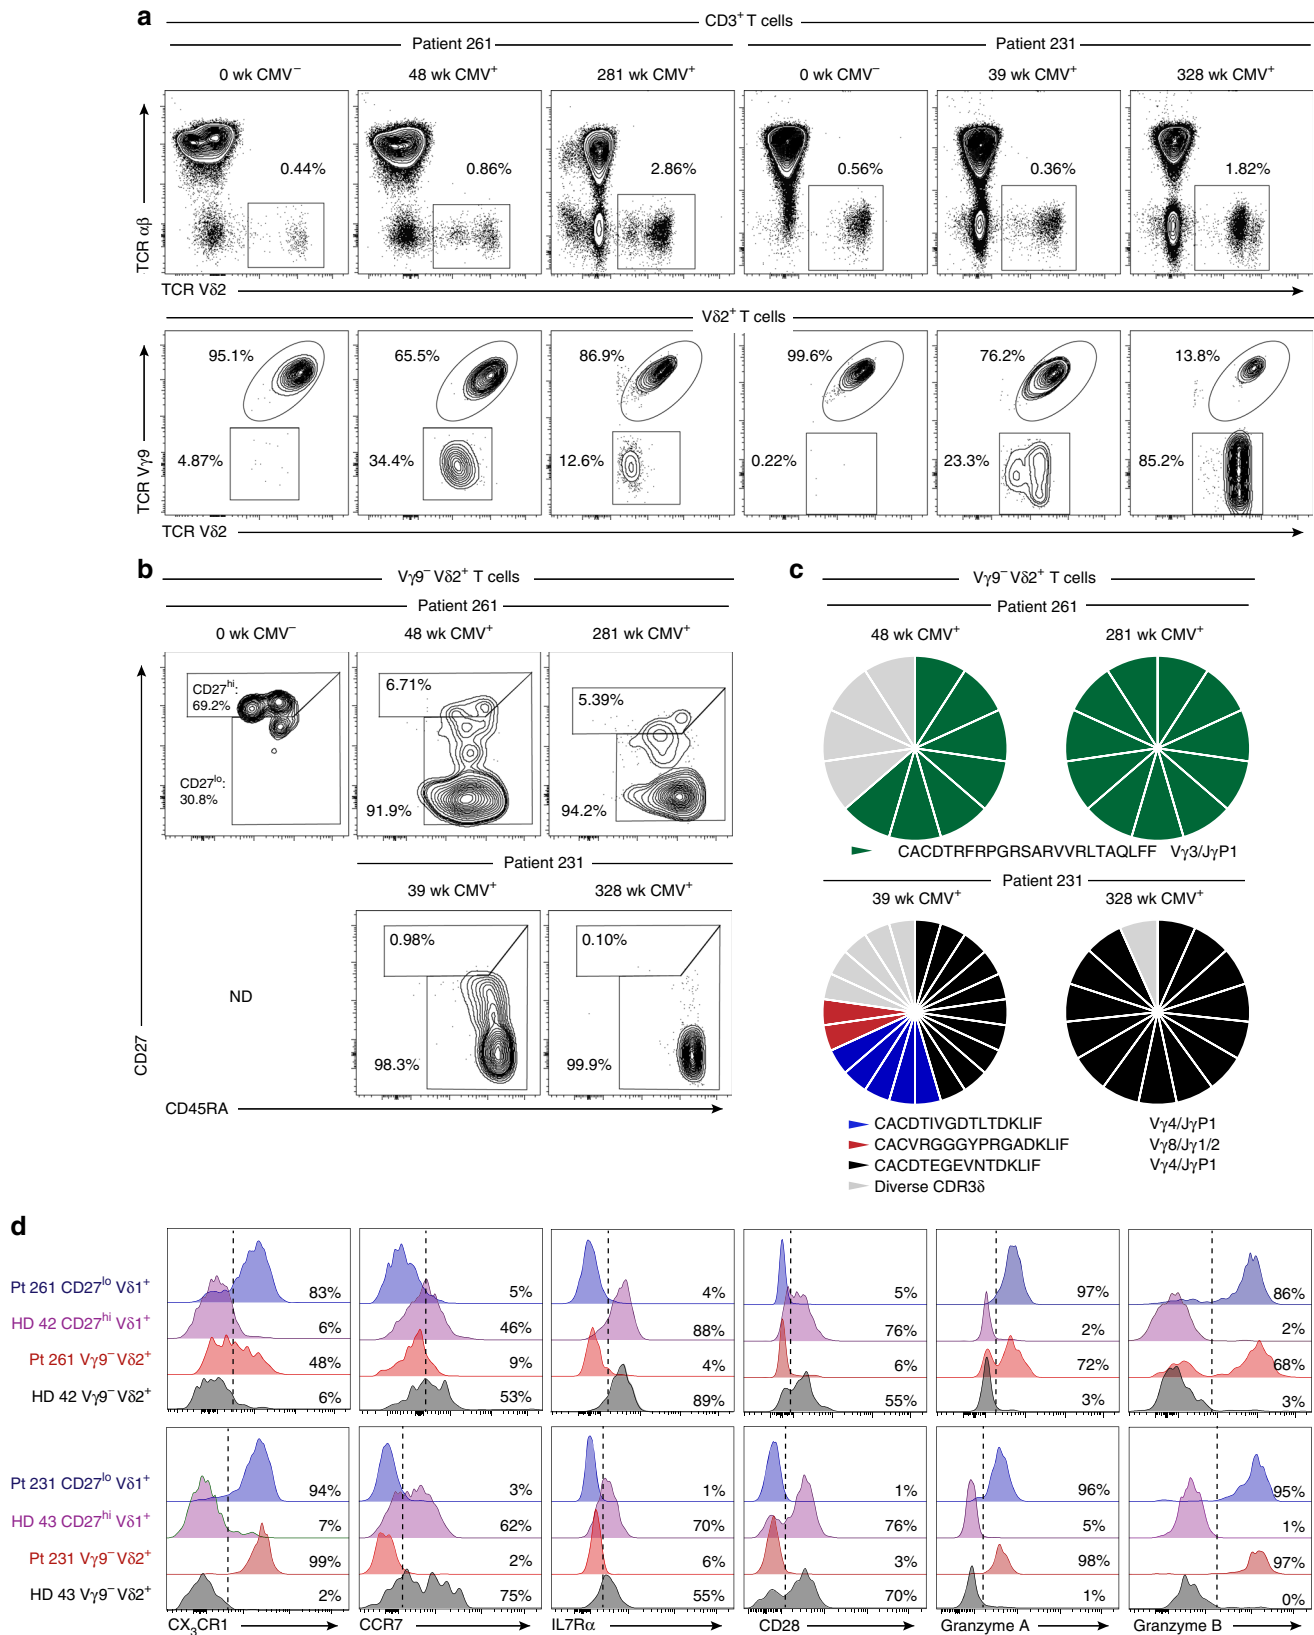 a
CD3⁺ T cells
Patient 261 Patient 231
0 wk CMV⁻ 48 wk CMV⁺ 281 wk CMV⁺ 0 wk CMV⁻ 39 wk CMV⁺ 328 wk CMV⁺
0.44% 0.86% 2.86% 0.56% 0.36% 1.82%
TCR αβ
TCR Vδ2
Vδ2⁺ T cells
95.1% 65.5% 86.9% 99.6% 76.2% 13.8%
4.87% 34.4% 12.6% 0.22% 23.3% 85.2%
TCR Vγ9
TCR Vδ2
b
Vγ9⁻ Vδ2⁺ T cells
Patient 261
0 wk CMV⁻ 48 wk CMV⁺ 281 wk CMV⁺
CD27ʰⁱ:
69.2%
6.71% 5.39%
CD27ˡᵒ:
30.8%
91.9% 94.2%
Patient 231
39 wk CMV⁺ 328 wk CMV⁺
0.98% 0.10%
ND
98.3% 99.9%
CD27
CD45RA
c
Vγ9⁻ Vδ2⁺ T cells
Patient 261
48 wk CMV⁺ 281 wk CMV⁺
CACDTRFRPGRSARVVRLTAQLFF Vγ3/JγP1
Patient 231
39 wk CMV⁺ 328 wk CMV⁺
CACDTIVGDTLTDKLIF Vγ4/JγP1
CACVRGGGYPRGADKLIF Vγ8/Jγ1/2
CACDTEGEVNTDKLIF Vγ4/JγP1
Diverse CDR3δ
d
Pt 261 CD27ˡᵒ Vδ1⁺ 83% 5% 4% 5% 97% 86%
HD 42 CD27ʰⁱ Vδ1⁺ 6% 46% 88% 76% 2% 2%
Pt 261 Vγ9⁻Vδ2⁺ 48% 9% 4% 6% 72% 68%
HD 42 Vγ9⁻Vδ2⁺ 6% 53% 89% 55% 3% 3%
Pt 231 CD27ˡᵒ Vδ1⁺ 94% 3% 1% 1% 96% 95%
HD 43 CD27ʰⁱ Vδ1⁺ 7% 62% 70% 76% 5% 1%
Pt 231 Vγ9⁻Vδ2⁺ 99% 2% 6% 3% 98% 97%
HD 43 Vγ9⁻Vδ2⁺ 2% 75% 55% 70% 1% 0%
CX₃CR1 CCR7 IL7Rα CD28 Granzyme A Granzyme B